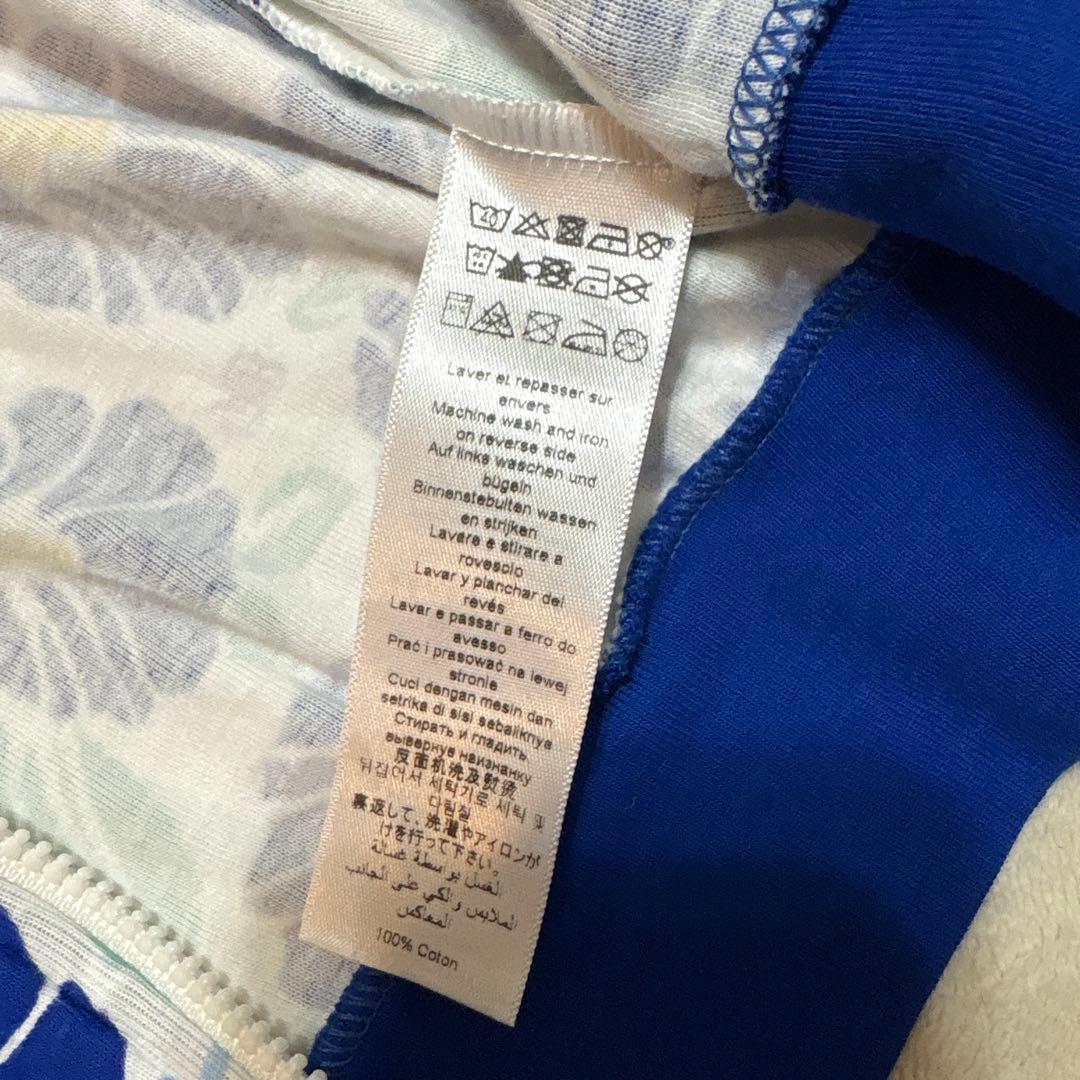 40
Laver et repasser sur
envers
Machine wash and iron
on reverse side
Auf links waschen und
bügeln
Binnenstebuiten wassen
en strijken
Lavare e stirare a
rovescio
Lavar y planchar del
revés
Lavar e passar a ferro do
avesso
Prać i prasować na lewej
stronie
Cuci dengan mesin dan
setrika di sisi sebaliknya
Стирать и гладить
вывернув наизнанку
反面机洗及熨烫
뒤집어서 세탁기로 세탁 및
다림질
裏返して、洗濯やアイロンが
けを行って下さい。
الغسل بواسطة غسالة
الملابس والكي على الجانب
المعاكس
100% Coton